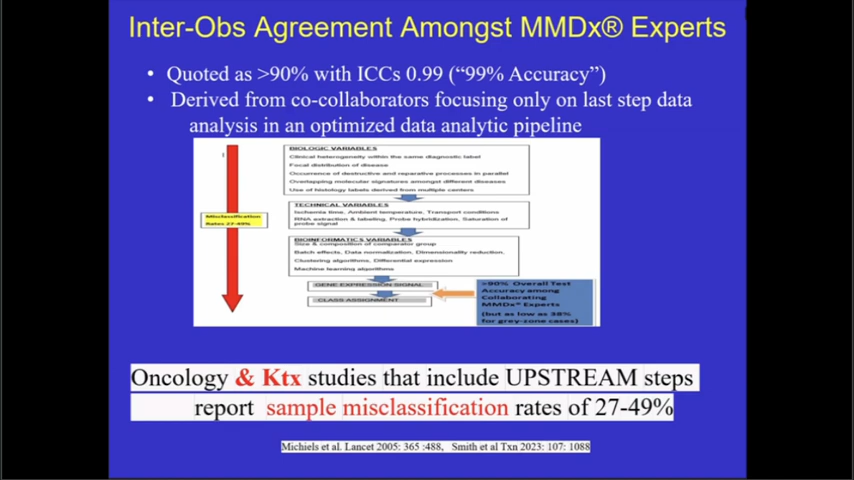 Inter-Obs Agreement Amongst MMDx® Experts
• Quoted as >90% with ICCs 0.99 (“99% Accuracy”)
• Derived from co-collaborators focusing only on last step data
analysis in an optimized data analytic pipeline
BIOLOGIC VARIABLES
Clinical heterogeneity within the same diagnostic label
Focal distribution of disease
Occurrence of destructive and reparative processes in parallel
Overlapping molecular signatures amongst different diseases
Use of histology labels derived from multiple centers
Misclassification
Rates 27-49%
TECHNICAL VARIABLES
Ischemia time, Ambient temperature, Transport conditions
RNA extraction & labeling, Probe hybridization, Saturation of
probe signal
BIOINFORMATICS VARIABLES
Size & composition of comparator group
Batch effects, Data normalization, Dimensionality reduction,
Clustering algorithms, Differential expression
Machine learning algorithms
GENE EXPRESSION SIGNAL
CLASS ASSIGNMENT
>90% Overall Test
Accuracy among
Collaborating
MMDx® Experts
(but as low as 38%
for grey-zone cases)
Oncology & Ktx studies that include UPSTREAM steps
report sample misclassification rates of 27-49%
Michiels et al. Lancet 2005: 365 :488, Smith et al Txn 2023: 107: 1088